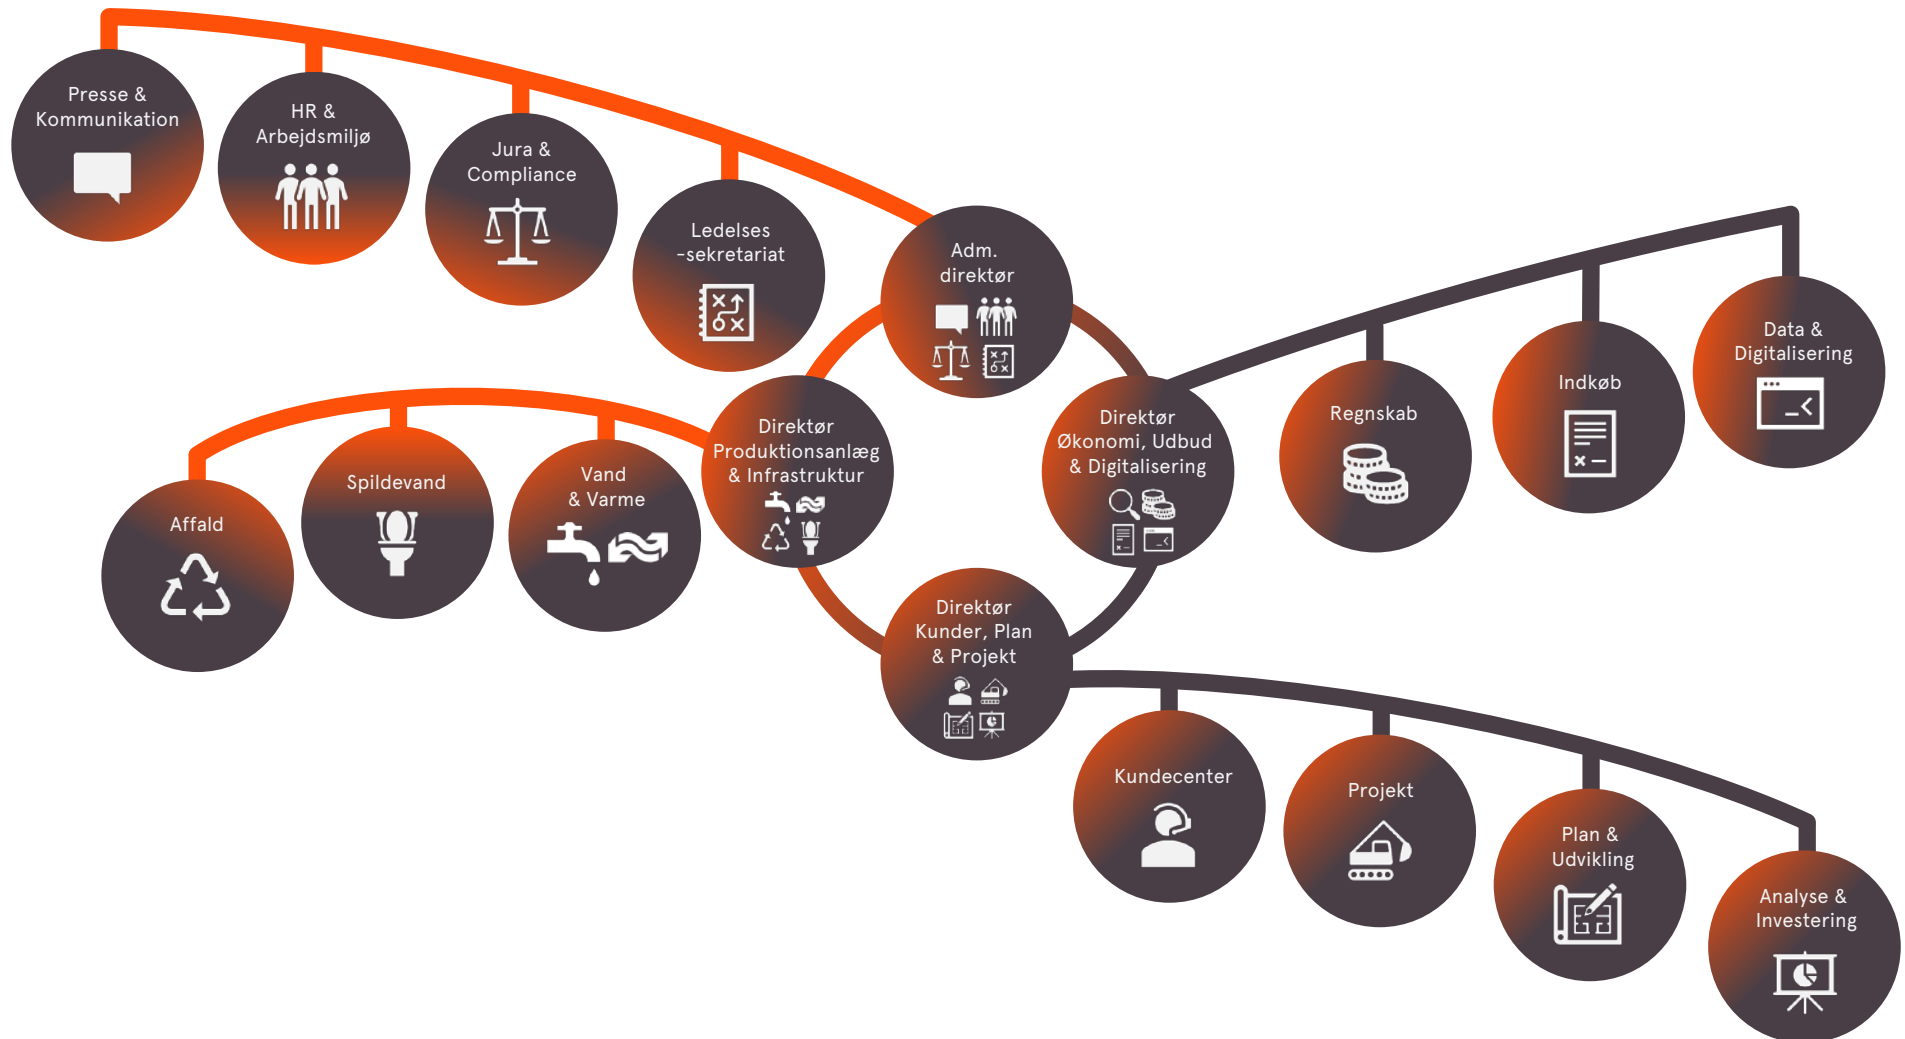 Presse &
Kommunikation
HR &
Arbejdsmiljø
Jura &
Compliance
Ledelses
-sekretariat
Adm.
direktør
Direktør
Produktionsanlæg
& Infrastruktur
Direktør
Økonomi, Udbud
& Digitalisering
Direktør
Kunder, Plan
& Projekt
Affald
Spildevand
Vand
& Varme
Regnskab
Indkøb
Data &
Digitalisering
Kundecenter
Projekt
Plan &
Udvikling
Analyse &
Investering